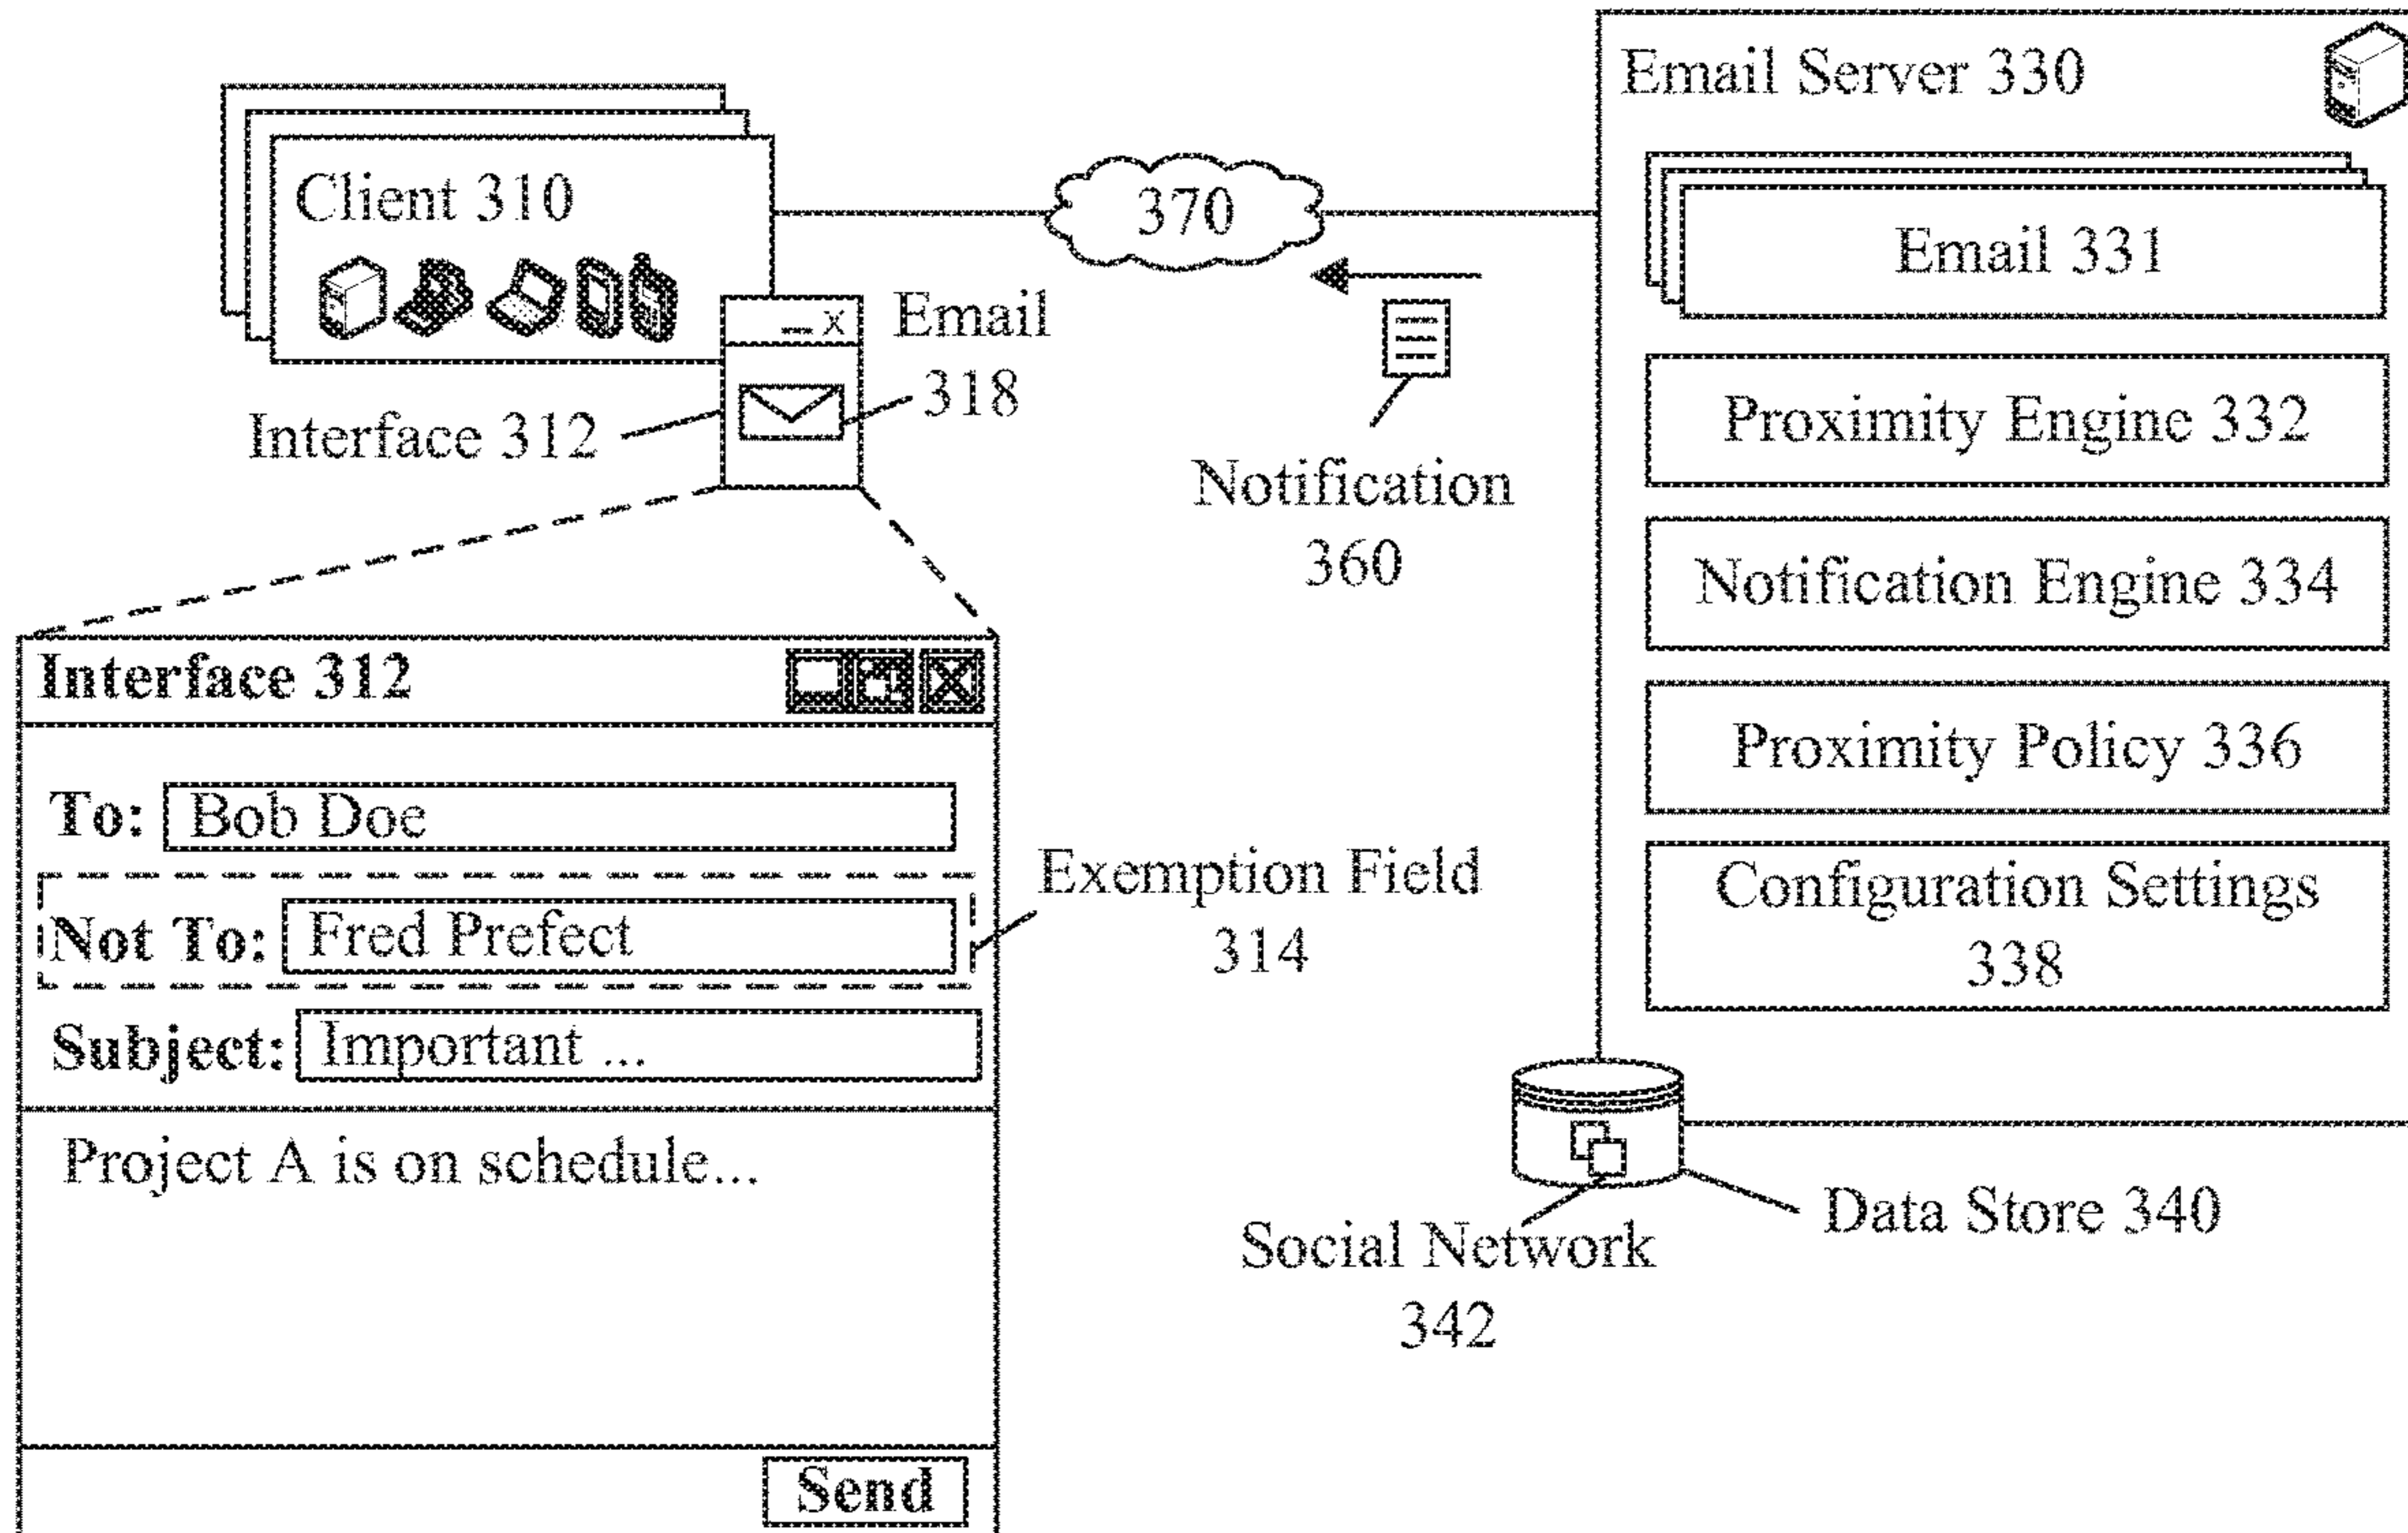 Email Server 330
Client 310
370
Email 331
Email
318
Interface 312
Proximity Engine 332
Notification
360
Notification Engine 334
Interface 312
Proximity Policy 336
To: Bob Doe
Exemption Field
314
Configuration Settings
338
Not To: Fred Prefect
Subject: Important ...
Project A is on schedule...
Data Store 340
Social Network
342
Send